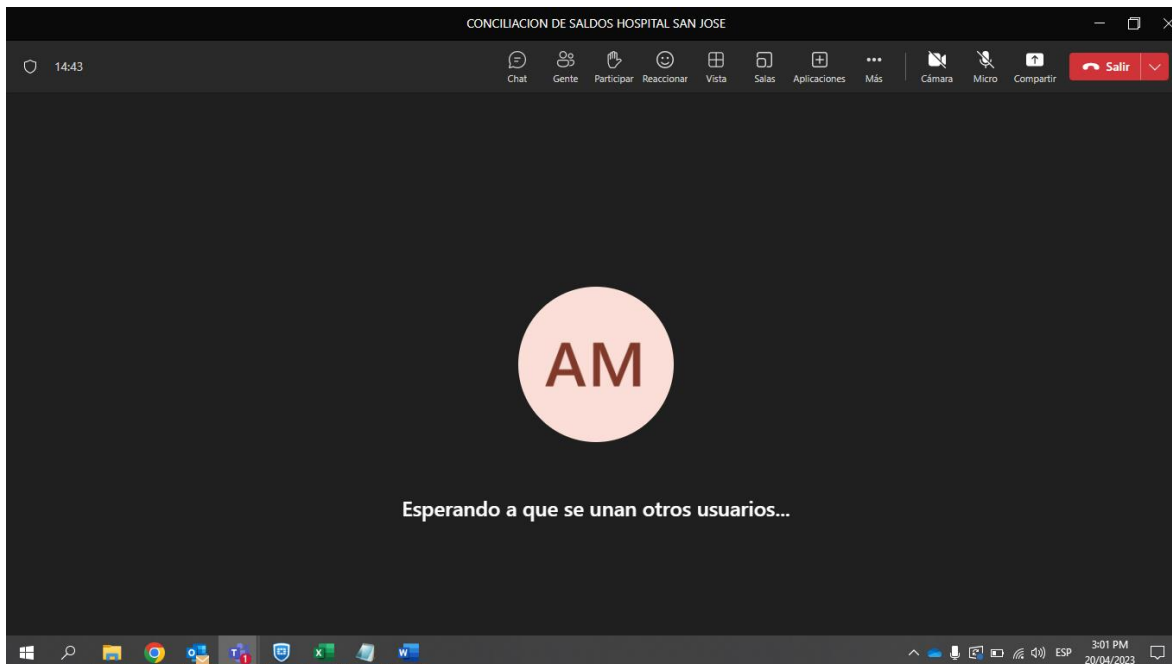 CONCILIACION DE SALDOS HOSPITAL SAN JOSE
14:43
Chat Gente Participar Reaccionar Vista Salas Aplicaciones Más Cámara Micro Compartir Salir
AM
Esperando a que se unan otros usuarios...
ESP 3:01 PM
20/04/2023